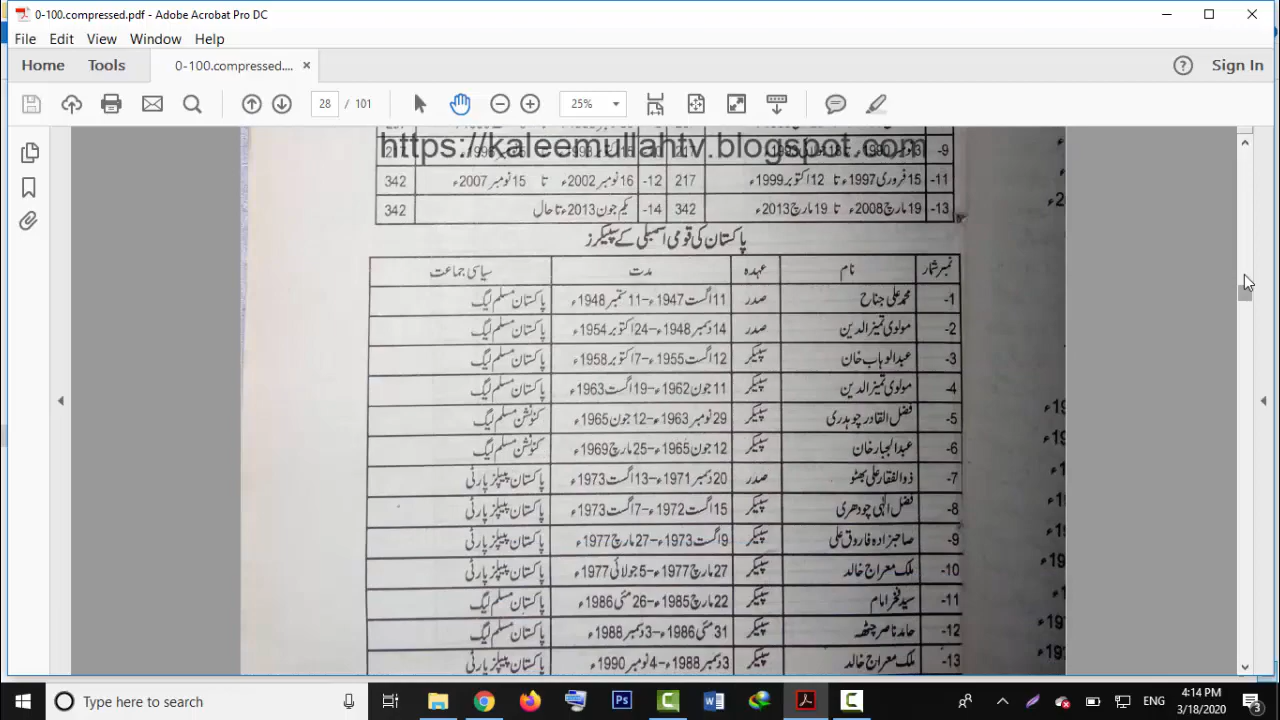 0-100.compressed.pdf - Adobe Acrobat Pro DC
File Edit View Window Help
Home Tools 0-100.compressed.... × Sign In
28 / 101 25%
https://kaleemullahtv.blogspot.com
-11 15 فروری 1997ء تا 12 اکتوبر 1999ء 217 -12 16 نومبر 2002ء تا 15 نومبر 2007ء 342
-13 19 مارچ 2008ء تا 19 مارچ 2013ء 342 -14 یکم جون 2013ء تا حال 342
پاکستان کی قومی اسمبلی کے سپیکرز
نمبر شمار نام عہدہ مدت سیاسی جماعت
-1 محمد علی جناح صدر 11 اگست 1947ء – 11 ستمبر 1948ء پاکستان مسلم لیگ
-2 مولوی تمیز الدین صدر 14 دسمبر 1948ء – 24 اکتوبر 1954ء پاکستان مسلم لیگ
-3 عبدالوہاب خان سپیکر 12 اگست 1955ء – 7 اکتوبر 1958ء پاکستان مسلم لیگ
-4 مولوی تمیز الدین سپیکر 11 جون 1962ء – 19 اگست 1963ء پاکستان مسلم لیگ
-5 فضل القادر چوہدری سپیکر 29 نومبر 1963ء – 12 جون 1965ء کنونشن مسلم لیگ
-6 عبدالجبار خان سپیکر 12 جون 1965ء – 25 مارچ 1969ء کنونشن مسلم لیگ
-7 ذوالفقار علی بھٹو صدر 20 دسمبر 1971ء – 13 اگست 1973ء پاکستان پیپلز پارٹی
-8 فضل الٰہی چودھری سپیکر 15 اگست 1972ء – 7 اگست 1973ء پاکستان پیپلز پارٹی
-9 صاحبزادہ فاروق علی سپیکر 9 اگست 1973ء – 27 مارچ 1977ء پاکستان پیپلز پارٹی
-10 ملک معراج خالد سپیکر 27 مارچ 1977ء – 5 جولائی 1977ء پاکستان پیپلز پارٹی
-11 سید فخر امام سپیکر 22 مارچ 1985ء – 26 مئی 1986ء پاکستان مسلم لیگ
-12 حامد ناصر چٹھہ سپیکر 31 مئی 1986ء – 3 دسمبر 1988ء پاکستان مسلم لیگ
-13 ملک معراج خالد سپیکر 3 دسمبر 1988ء – 4 نومبر 1990ء پاکستان پیپلز پارٹی
Type here to search ENG 4:14 PM
3/18/2020 3